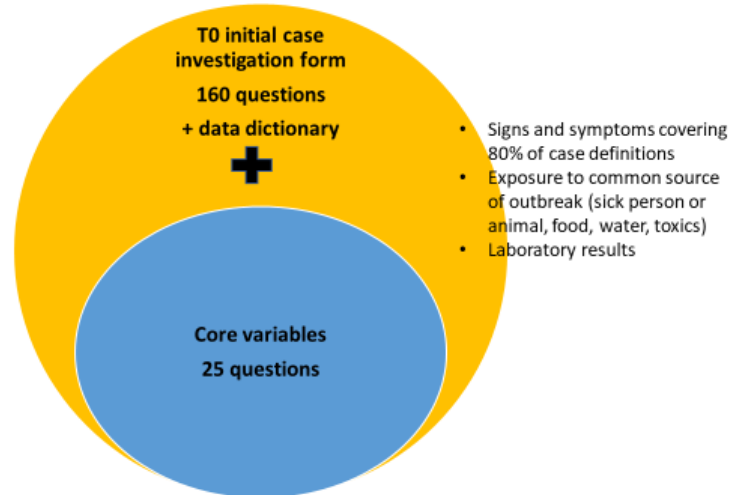 T0 initial case
investigation form
160 questions
+ data dictionary
• Signs and symptoms covering
80% of case definitions
• Exposure to common source
of outbreak (sick person or
animal, food, water, toxics)
• Laboratory results
Core variables
25 questions